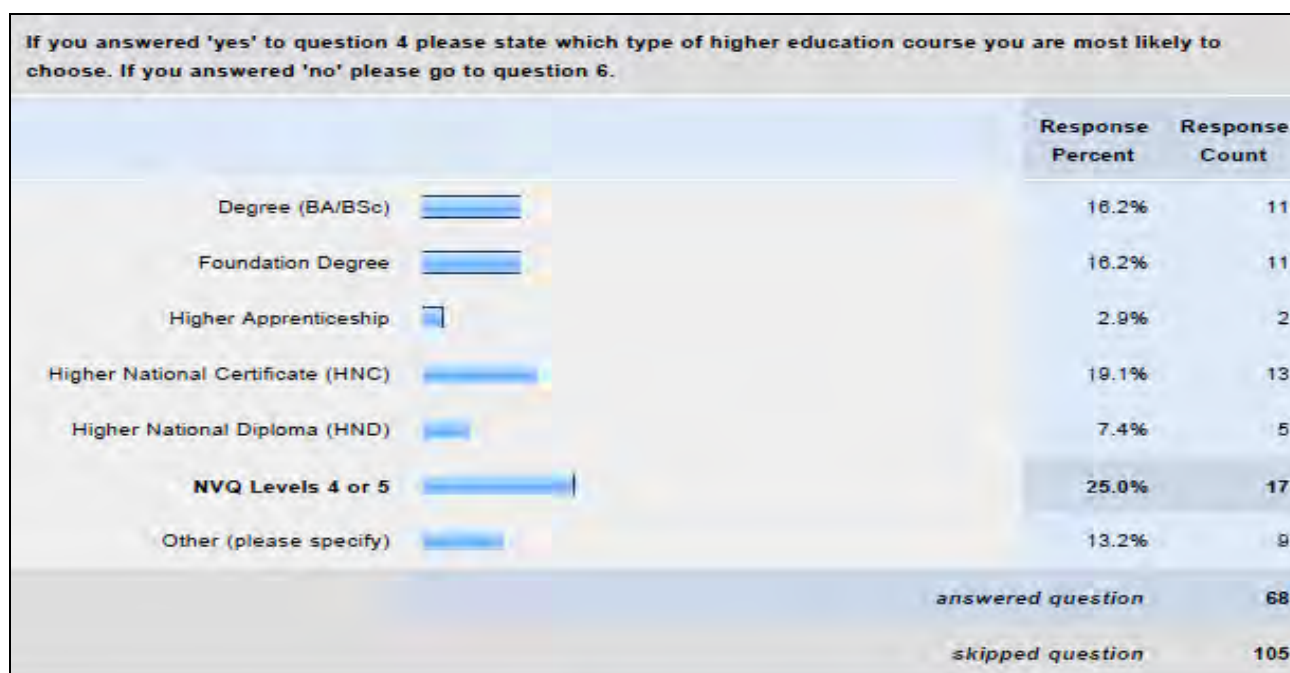 If you answered 'yes' to question 4 please state which type of higher education course you are most likely to
choose. If you answered 'no' please go to question 6.
Response Percent Response Count
Degree (BA/BSc) 16.2% 11
Foundation Degree 16.2% 11
Higher Apprenticeship 2.9% 2
Higher National Certificate (HNC) 19.1% 13
Higher National Diploma (HND) 7.4% 5
NVQ Levels 4 or 5 25.0% 17
Other (please specify) 13.2% 9
answered question 68
skipped question 105